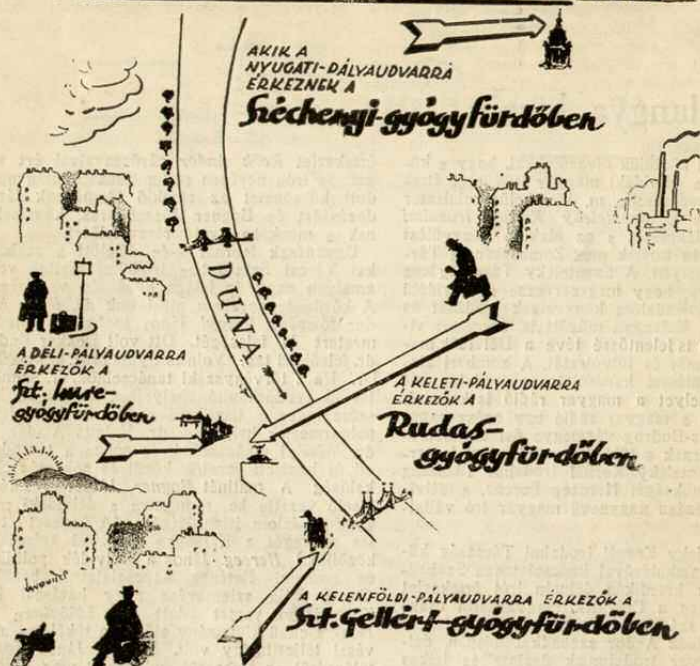 AKIK A
NYUGATI-PÁLYAUDVARRA
ÉRKEZNEK A
Széchenyi-gyógyfürdőben
DUNA
A DÉLI-PÁLYAUDVARRA
ÉRKEZŐK A
Szt. Imre-
gyógyfürdőben
A KELETI-PÁLYAUDVARRA
ÉRKEZŐK A
Rudas-
gyógyfürdőben
A KELENFÖLDI-PÁLYAUDVARRA ÉRKEZŐK A
Szt. Gellért-gyógyfürdőben